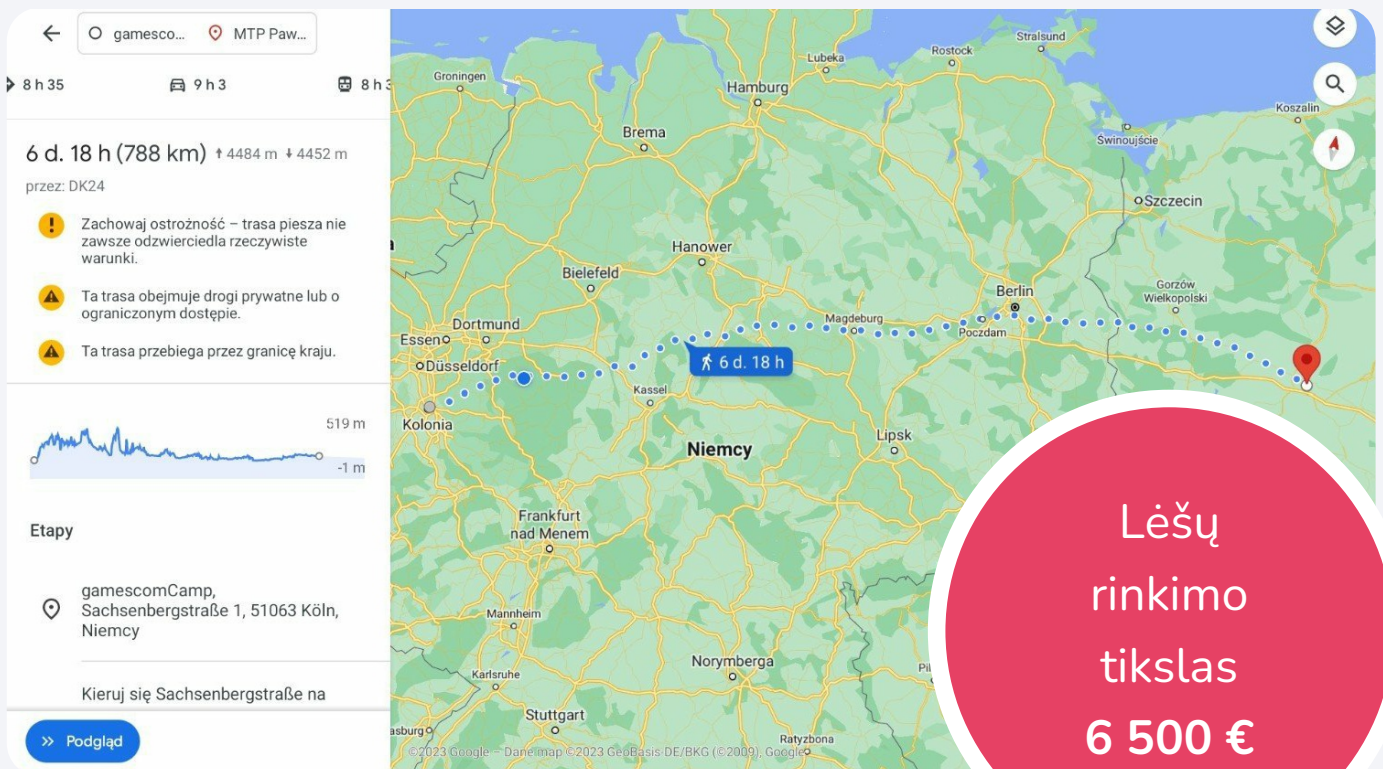 gamesco...
MTP Paw...
8 h 35
9 h 3
8 h
6 d. 18 h (788 km) 4484 m 4452 m
przez: DK24
Zachowaj ostrożność – trasa piesza nie
zawsze odzwierciedla rzeczywiste
warunki.
Ta trasa obejmuje drogi prywatne lub o
ograniczonym dostępie.
Ta trasa przebiega przez granicę kraju.
519 m
-1 m
Etapy
gamescomCamp,
Sachsenbergstraße 1, 51063 Köln,
Niemcy
Kieruj się Sachsenbergstraße na
Podgląd
Stralsund
Rostock
Lubeka
Groningen
Hamburg
Koszalin
Brema
Świnoujście
Szczecin
Hanower
Bielefeld
Berlin
Gorzów
Wielkopolski
Magdeburg
Poczdam
Dortmund
Essen
Düsseldorf
6 d. 18 h
Kassel
Kolonia
Lipsk
Niemcy
Frankfurt
nad Menem
Mannheim
Norymberga
Karlsruhe
Stuttgart
Ratyzbona
©2023 Google – Dane map ©2023 GeoBasis-DE/BKG (©2009), Google
Lėšų
rinkimo
tikslas
6 500 €